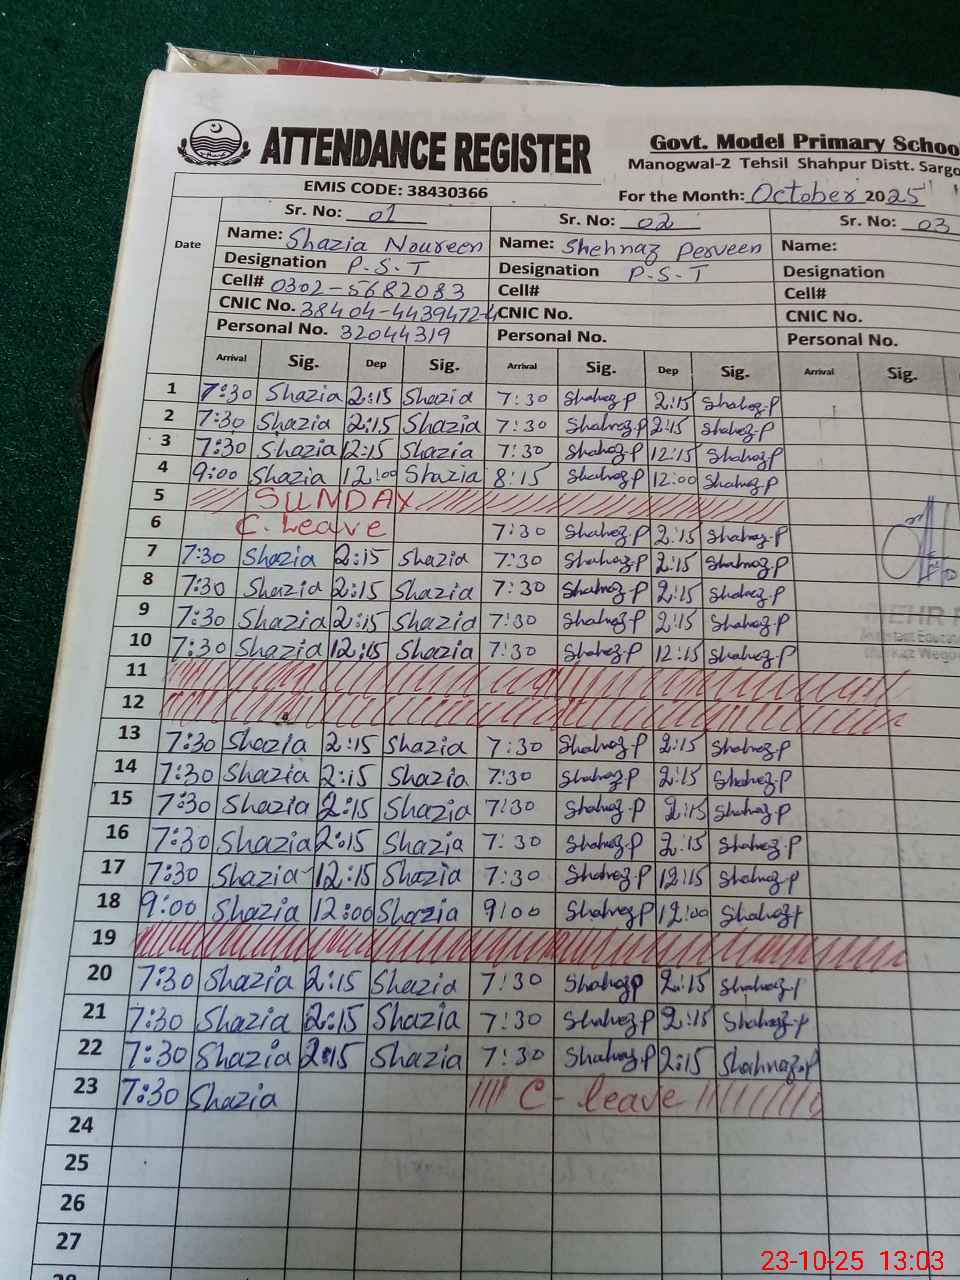 ATTENDANCE REGISTER
Govt. Model Primary Schoo
Manogwal-2 Tehsil Shahpur Distt. Sargo
EMIS CODE: 38430366
For the Month: October 2025
Date
Sr. No: 01 Sr. No: 02 Sr. No: 03
Name: Shazia Noureen Name: Shehnaz Perveen Name:
Designation P.S.T Designation P.S.T Designation
Cell# 0302-5682083 Cell# Cell#
CNIC No. 38404-4439472-4 CNIC No. CNIC No.
Personal No. 32044319 Personal No. Personal No.
Arrival Sig. Dep Sig. Arrival Sig. Dep Sig. Arrival Sig.
1 7:30 Shazia 2:15 Shazia 7:30 Shahnaz.P 2:15 Shahnaz.P
2 7:30 Shazia 2:15 Shazia 7:30 Shahnaz.P 2:15 Shahnaz.P
3 7:30 Shazia 12:15 Shazia 7:30 Shahnaz.P 12:15 Shahnaz.P
4 9:00 Shazia 12:00 Shazia 8:15 Shahnaz.P 12:00 Shahnaz.P
5 SUNDAY
6 C. Leave 7:30 Shahnaz.P 2:15 Shahnaz.P
7 7:30 Shazia 2:15 Shazia 7:30 Shahnaz.P 2:15 Shahnaz.P
8 7:30 Shazia 2:15 Shazia 7:30 Shahnaz.P 2:15 Shahnaz.P
9 7:30 Shazia 2:15 Shazia 7:30 Shahnaz.P 2:15 Shahnaz.P
10 7:30 Shazia 12:15 Shazia 7:30 Shahnaz.P 12:15 Shahnaz.P
11
12
13 7:30 Shazia 2:15 Shazia 7:30 Shahnaz.P 2:15 Shahnaz.P
14 7:30 Shazia 2:15 Shazia 7:30 Shahnaz.P 2:15 Shahnaz.P
15 7:30 Shazia 2:15 Shazia 7:30 Shahnaz.P 2:15 Shahnaz.P
16 7:30 Shazia 2:15 Shazia 7:30 Shahnaz.P 2:15 Shahnaz.P
17 7:30 Shazia 12:15 Shazia 7:30 Shahnaz.P 12:15 Shahnaz.P
18 9:00 Shazia 12:00 Shazia 9:00 Shahnaz.P 12:00 Shahnaz.P
19
20 7:30 Shazia 2:15 Shazia 7:30 Shahnaz.P 2:15 Shahnaz.P
21 7:30 Shazia 2:15 Shazia 7:30 Shahnaz.P 2:15 Shahnaz.P
22 7:30 Shazia 2:15 Shazia 7:30 Shahnaz.P 2:15 Shahnaz.P
23 7:30 Shazia C-leave
24
25
26
27
28
MEHR
23-10-25 13:03